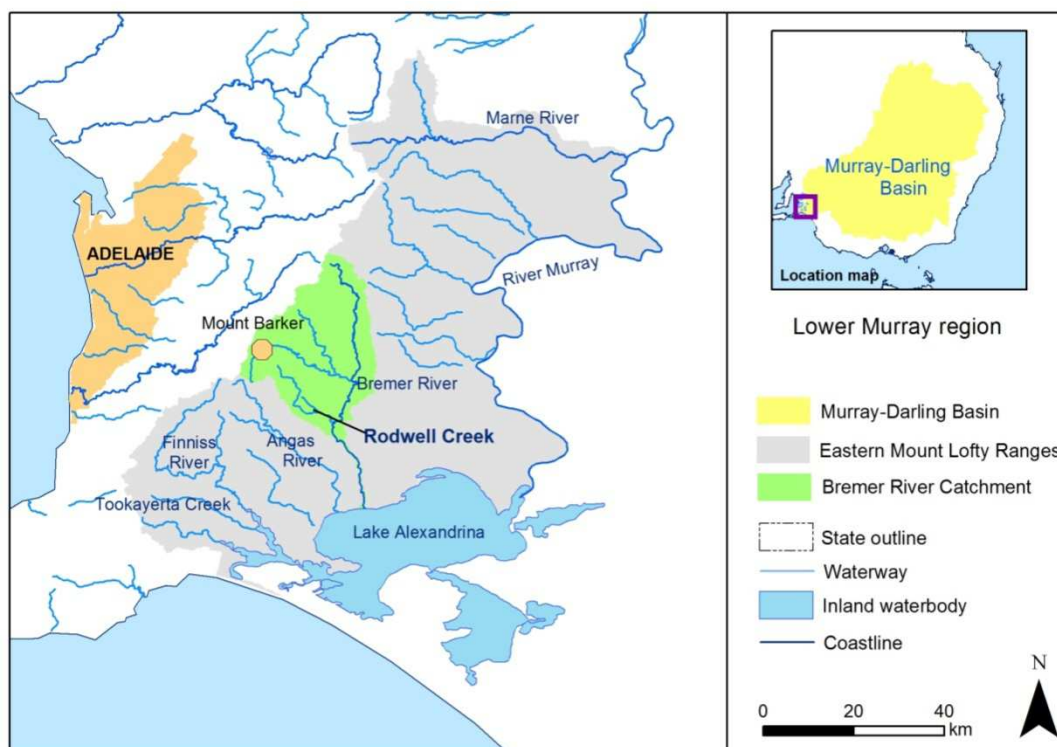 Marne River
ADELAIDE
River Murray
Mount Barker
Bremer River
Rodwell Creek
Finniss
River
Angas
River
Tookayerta Creek
Lake Alexandrina
Murray-Darling
Basin
Location map
Lower Murray region
Murray-Darling Basin
Eastern Mount Lofty Ranges
Bremer River Catchment
State outline
Waterway
Inland waterbody
Coastline
N
0 20 40
km